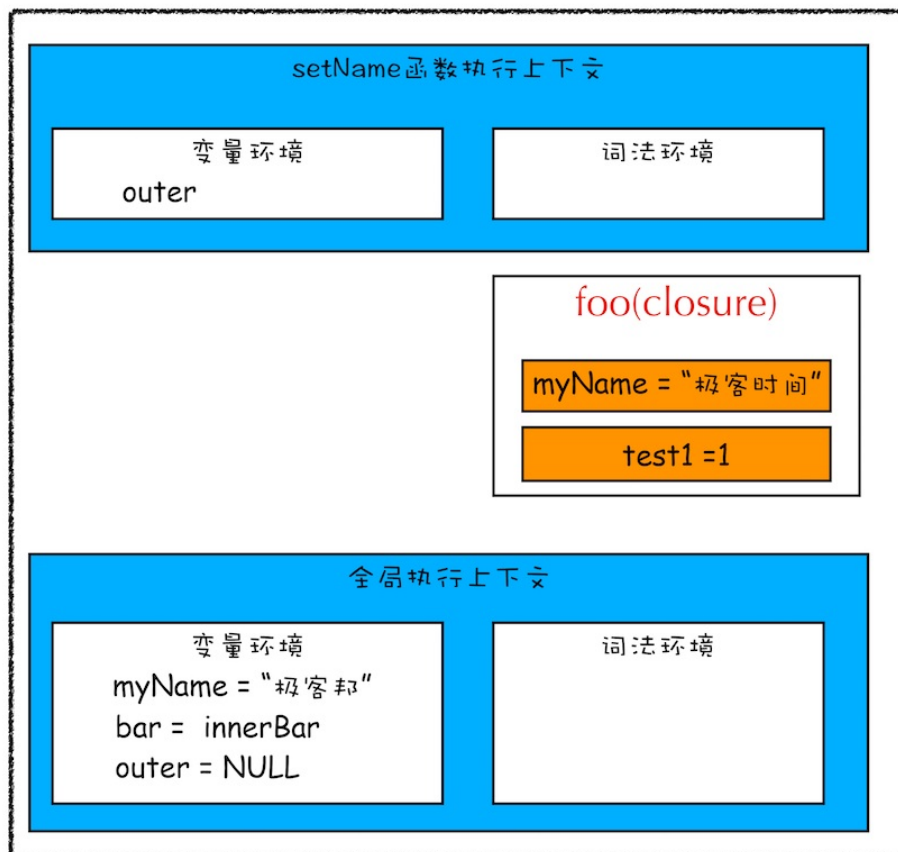 setName函数执行上下文
变量环境
outer
词法环境
foo(closure)
myName = “极客时间”
test1 =1
全局执行上下文
变量环境
myName = “极客邦”
bar = innerBar
outer = NULL
词法环境